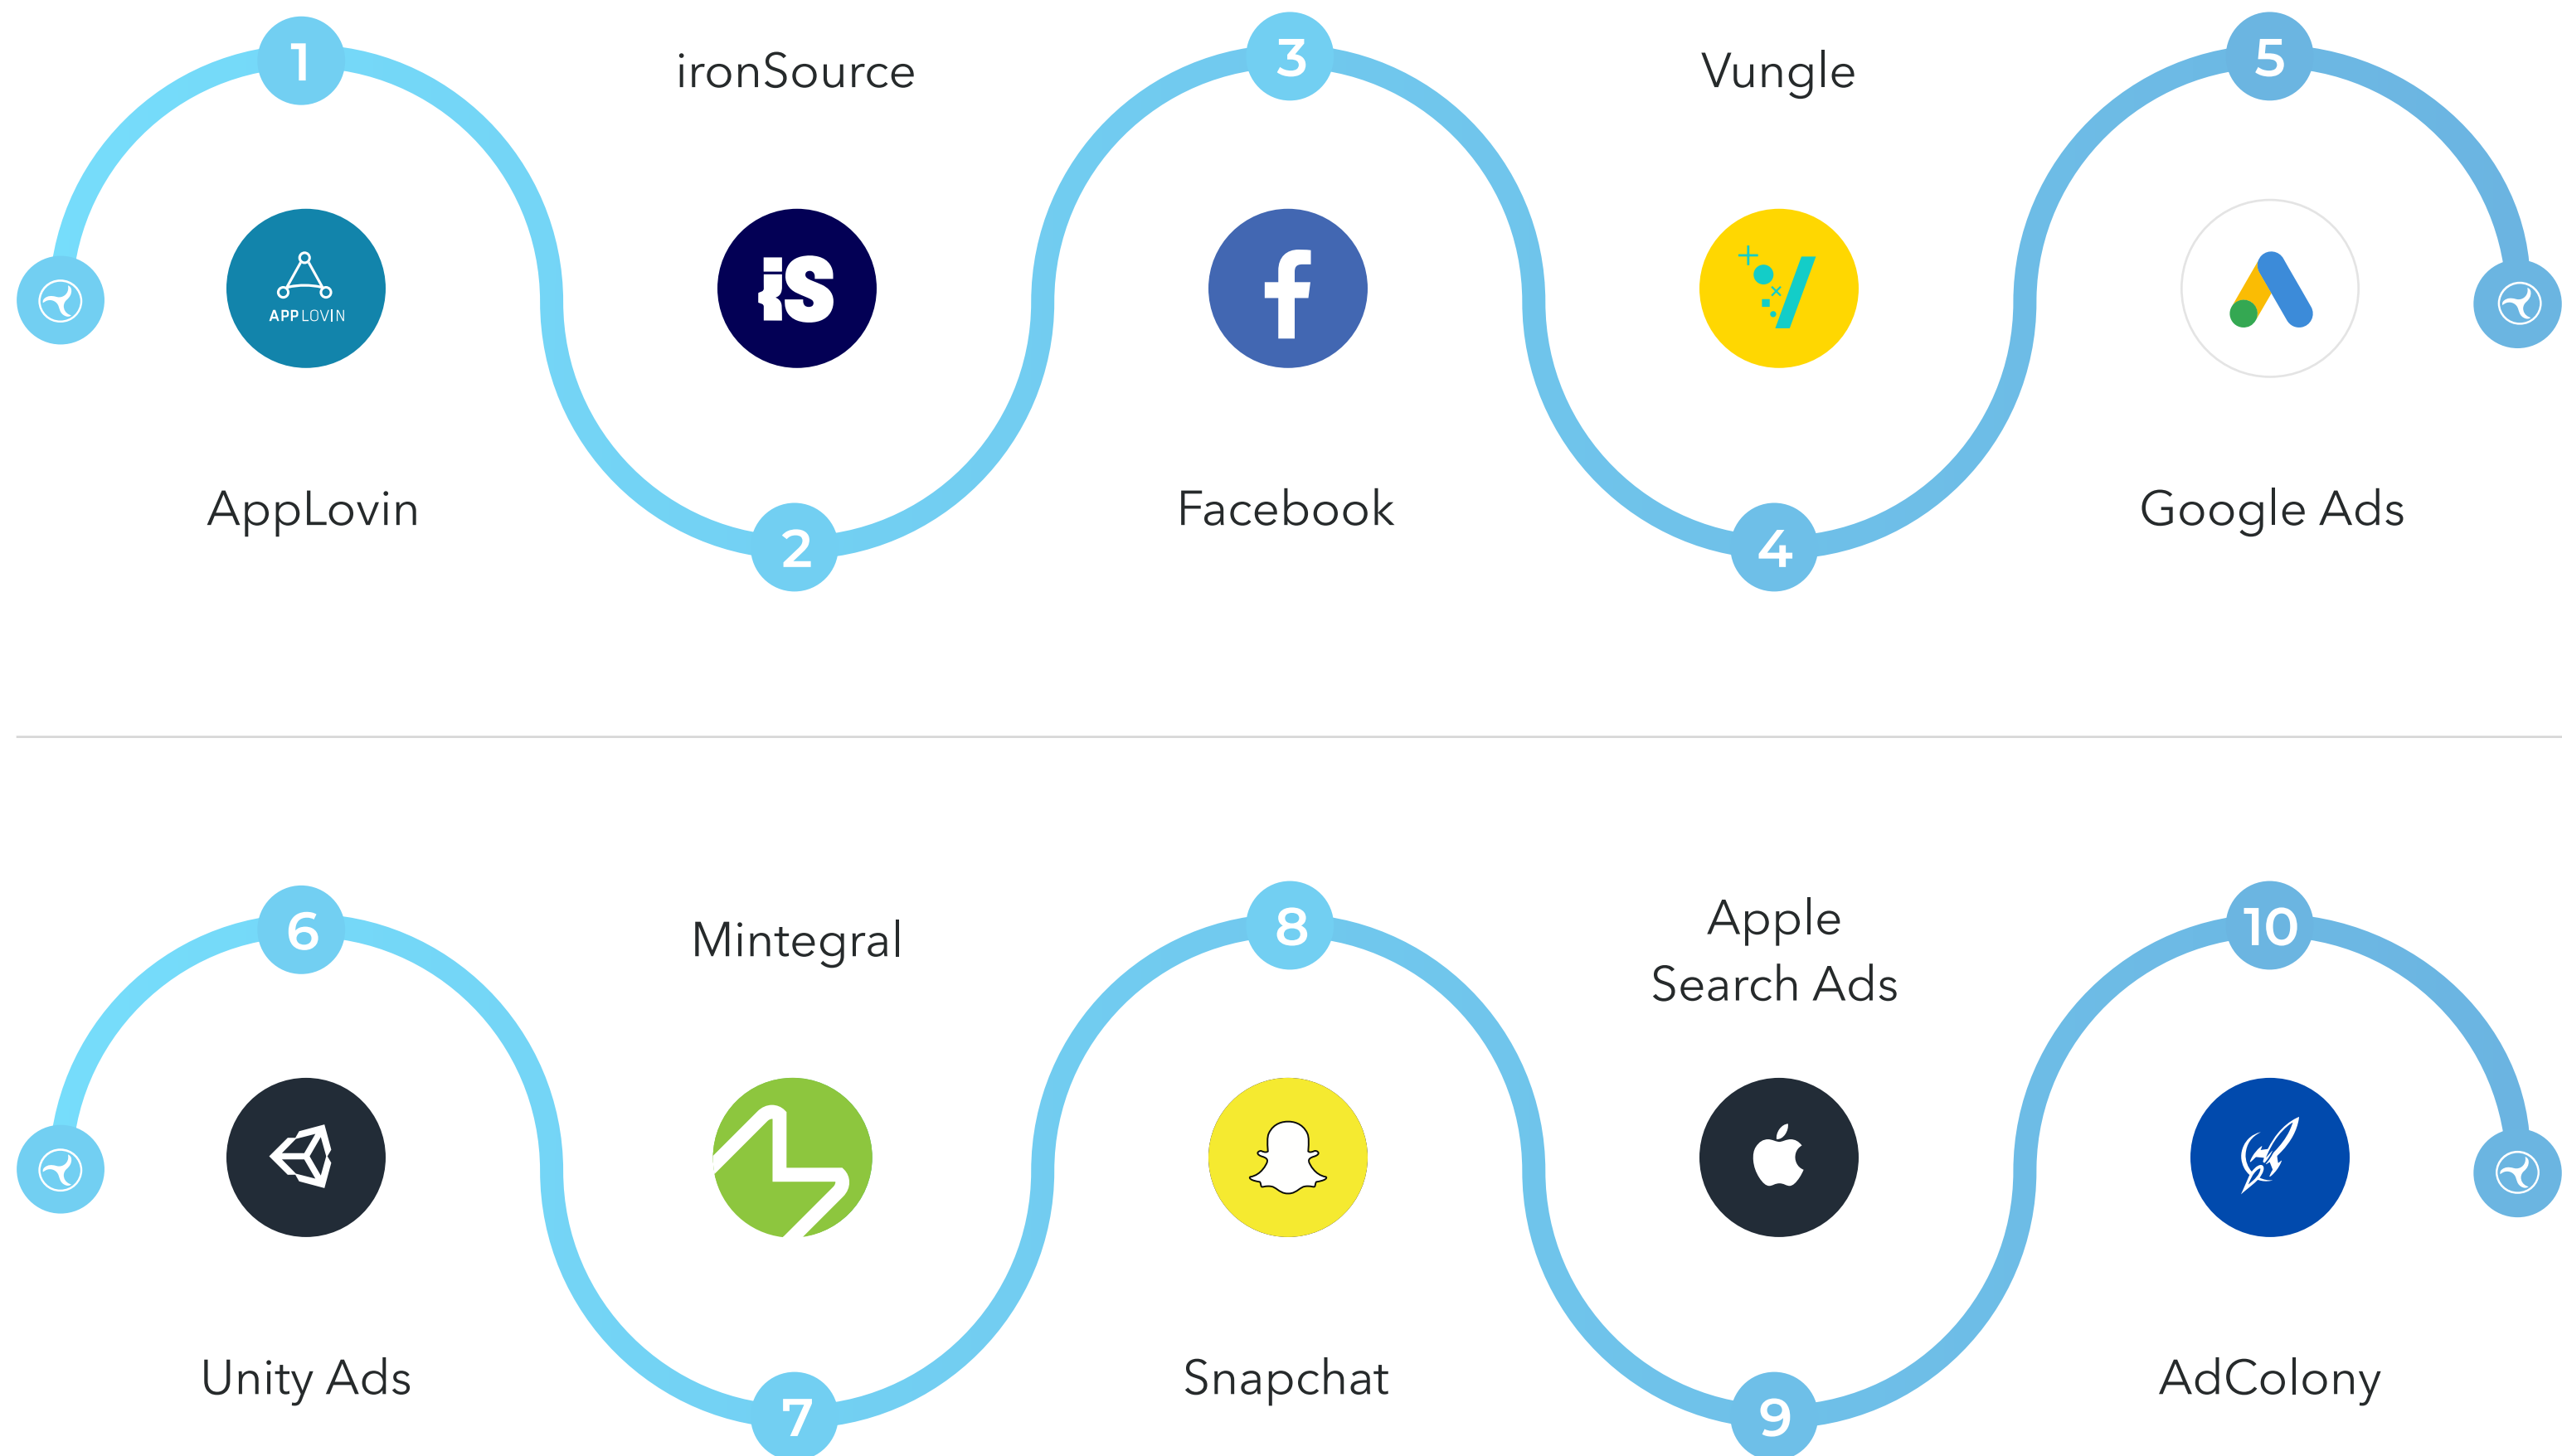 1
ironSource
3
Vungle
5
APPLOVIN
iS
AppLovin
Facebook
Google Ads
2
4
6
Mintegral
8
Apple
Search Ads
10
Unity Ads
Snapchat
AdColony
7
9